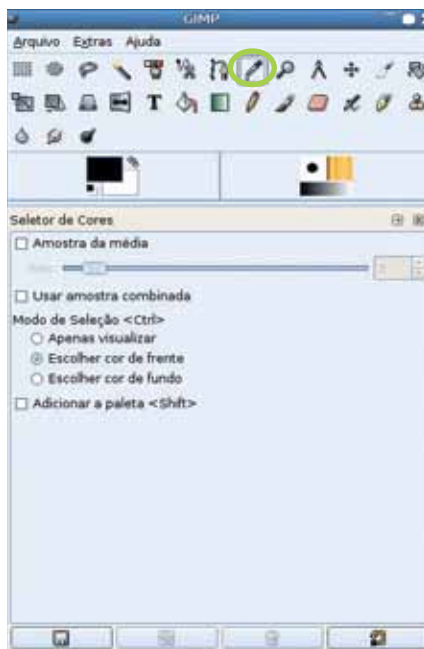 GIMP
Arquivo Extras Ajuda
T
Seletor de Cores
Amostra da média
Usar amostra combinada
Modo de Seleção <Ctrl>
Apenas visualizar
Escolher cor de frente
Escolher cor de fundo
Adicionar a paleta <Shift>